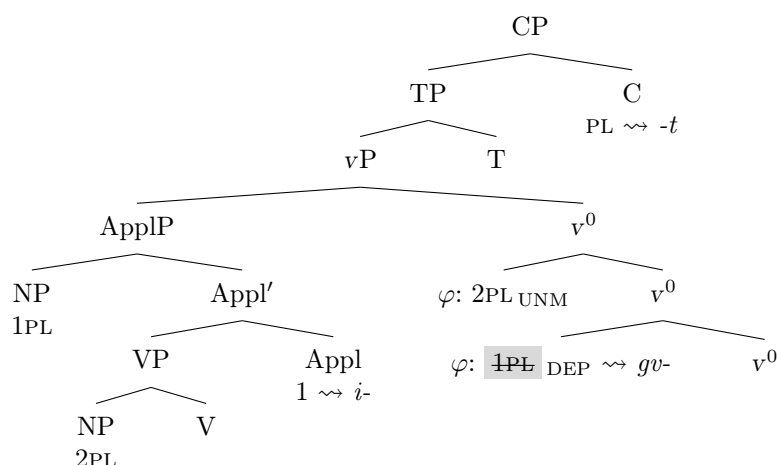 CP
TP C
PL ⇝ -t
vP T
ApplP v⁰
NP Appl′ φ: 2PL UNM v⁰
1PL
VP Appl φ: 1PL DEP ⇝ gv- v⁰
1 ⇝ i-
NP V
2PL